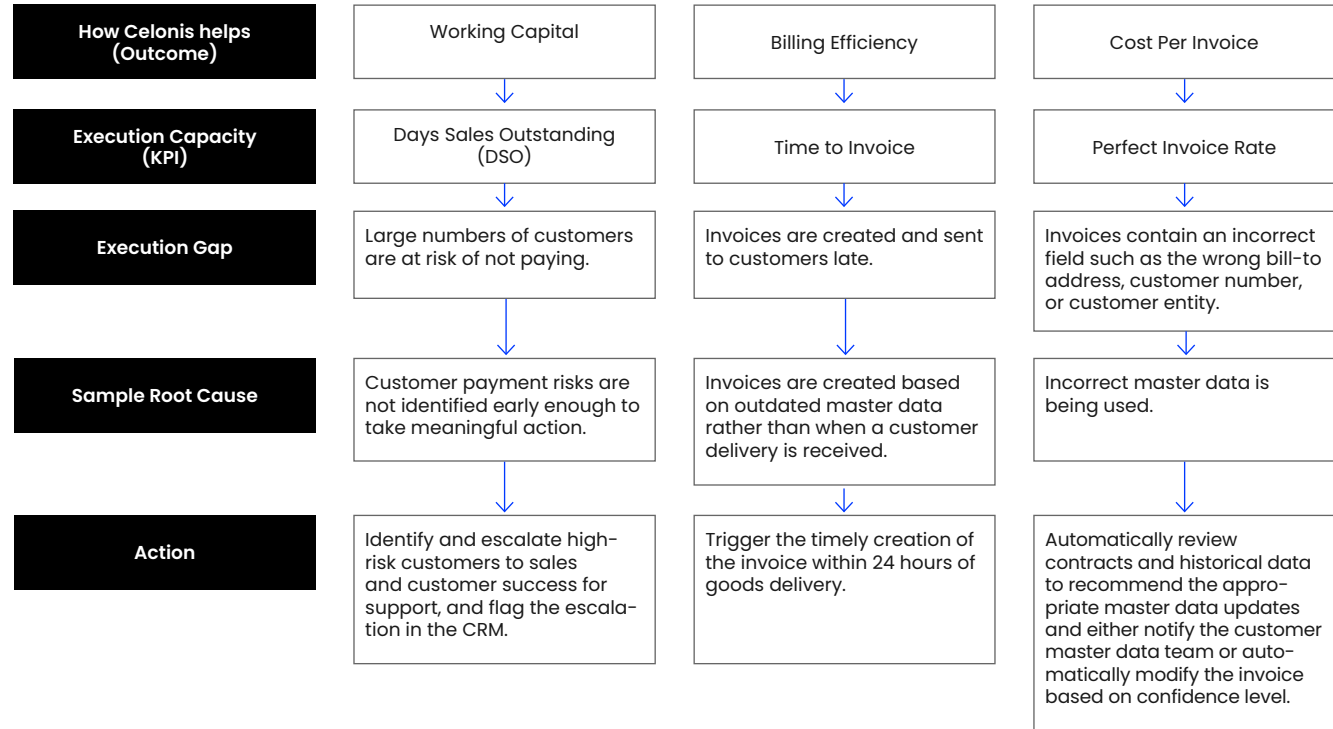 How Celonis helps
(Outcome)
Working Capital
Billing Efficiency
Cost Per Invoice
Execution Capacity
(KPI)
Days Sales Outstanding
(DSO)
Time to Invoice
Perfect Invoice Rate
Execution Gap
Large numbers of customers
are at risk of not paying.
Invoices are created and sent
to customers late.
Invoices contain an incorrect
field such as the wrong bill-to
address, customer number,
or customer entity.
Sample Root Cause
Customer payment risks are
not identified early enough to
take meaningful action.
Invoices are created based
on outdated master data
rather than when a customer
delivery is received.
Incorrect master data is
being used.
Action
Identify and escalate high-
risk customers to sales
and customer success for
support, and flag the escala-
tion in the CRM.
Trigger the timely creation of
the invoice within 24 hours of
goods delivery.
Automatically review
contracts and historical data
to recommend the appro-
priate master data updates
and either notify the customer
master data team or auto-
matically modify the invoice
based on confidence level.